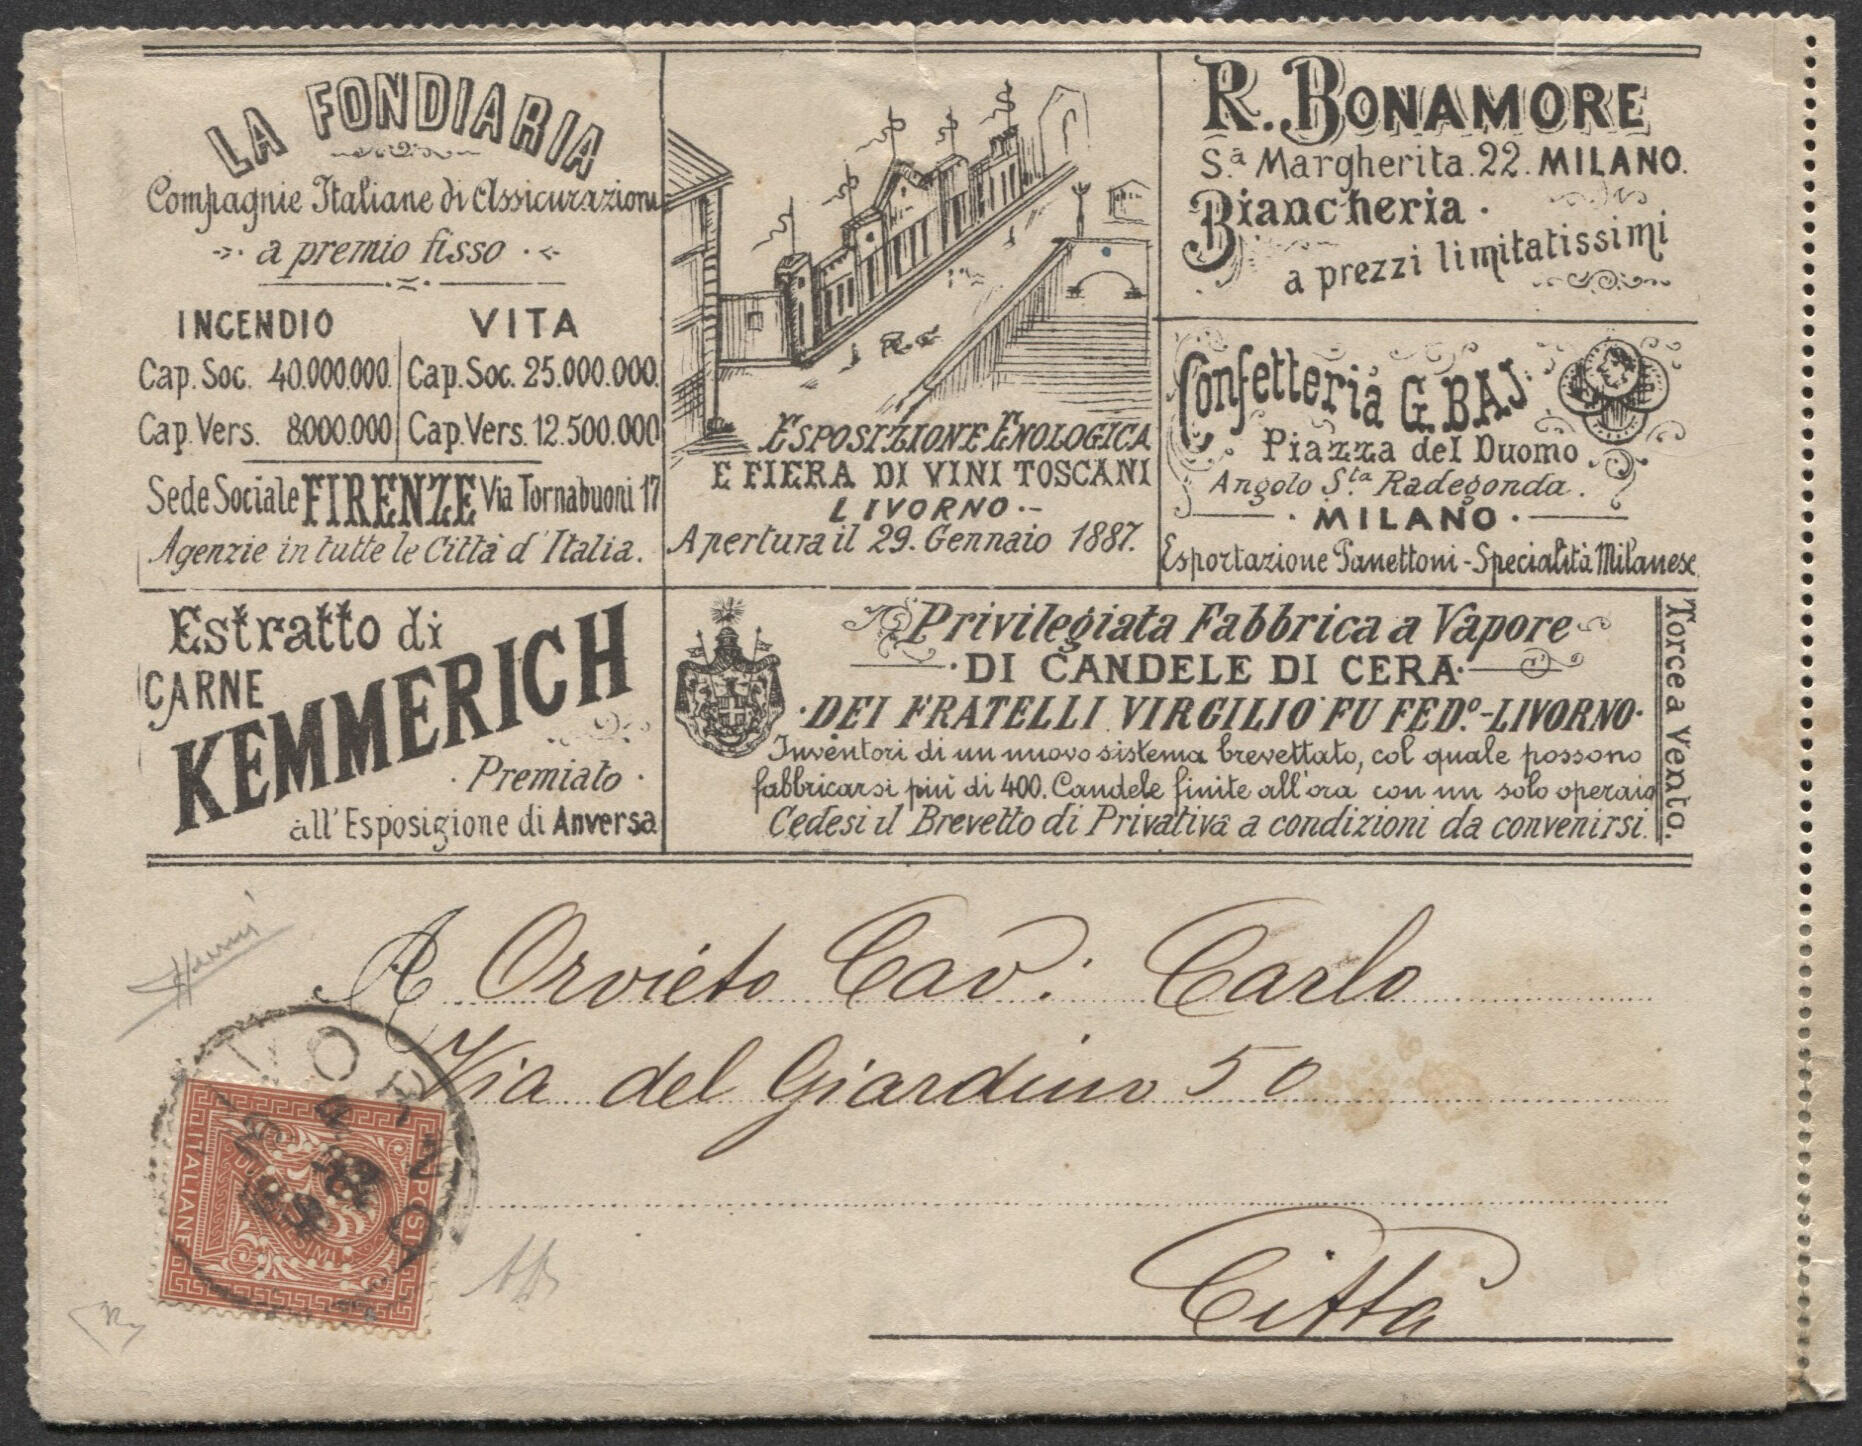 LA FONDIARIA
Compagnie Italiane di Assicurazioni
a premio fisso
INCENDIO
Cap. Soc. 40.000.000.
Cap. Vers. 8.000.000
VITA
Cap. Soc. 25.000.000.
Cap. Vers. 12.500.000
Sede Sociale FIRENZE Via Tornabuoni 17
Agenzie in tutte le Città d'Italia.
ESPOSIZIONE ENOLOGICA
E FIERA DI VINI TOSCANI
LIVORNO.-
Apertura il 29. Gennaio 1887.
R. BONAMORE
Sª Margherita. 22. MILANO.
Biancheria.
a prezzi limitatissimi
Confetteria G. BAJ.
Piazza del Duomo
Angolo S.ta Radegonda.
MILANO
Esportazione Panettoni - Specialità Milanese
Estratto di
CARNE
KEMMERICH
Premiato
all'Esposizione di Anversa
Privilegiata Fabbrica a Vapore
DI CANDELE DI CERA
DEI FRATELLI VIRGILIO FU FEDº.-LIVORNO
Inventori di un nuovo sistema brevettato, col quale possono
fabbricarsi più di 400. Candele finite all'ora con un solo operaio
Cedesi il Brevetto di Privativa a condizioni da convenirsi.
Torce a Vento.
A Orvieto Cav: Carlo
Via del Giardino 50
Città
LIVORNO
POSTE
ITALIANE